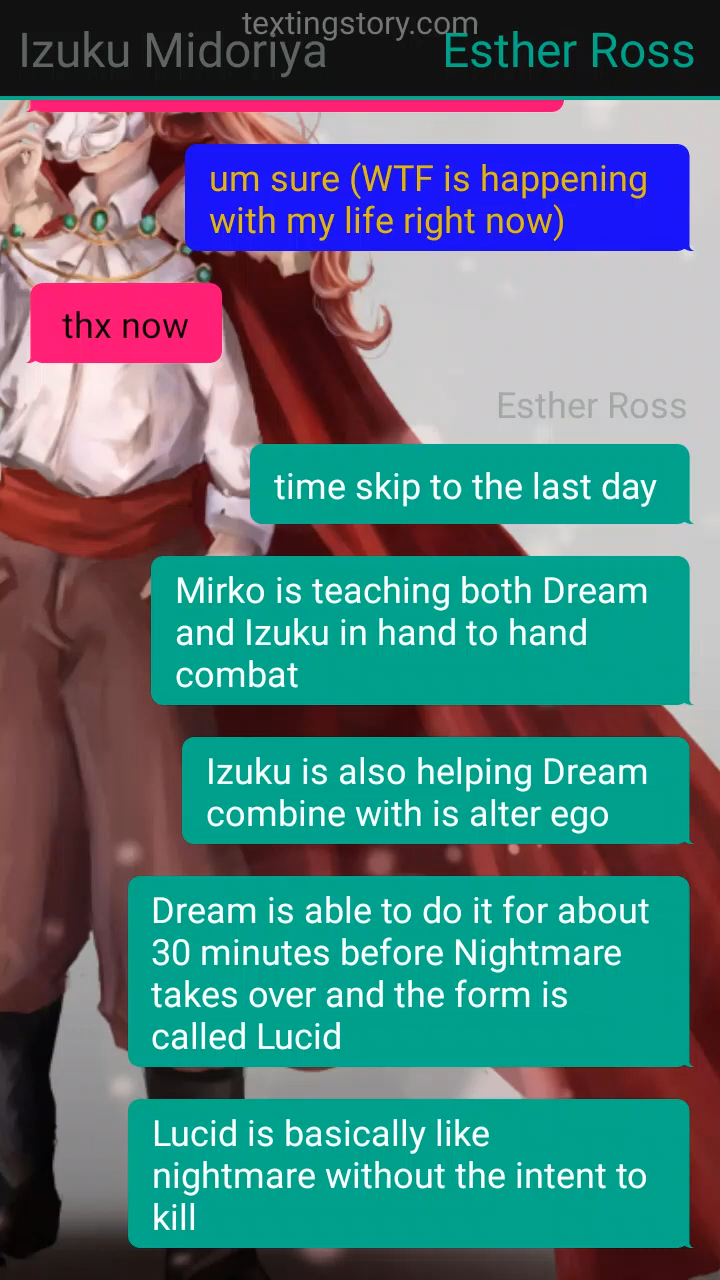 textingstory.com
Izuku Midoriya
Esther Ross
um sure (WTF is happening
with my life right now)
thx now
Esther Ross
time skip to the last day
Mirko is teaching both Dream
and Izuku in hand to hand
combat
Izuku is also helping Dream
combine with is alter ego
Dream is able to do it for about
30 minutes before Nightmare
takes over and the form is
called Lucid
Lucid is basically like
nightmare without the intent to
kill